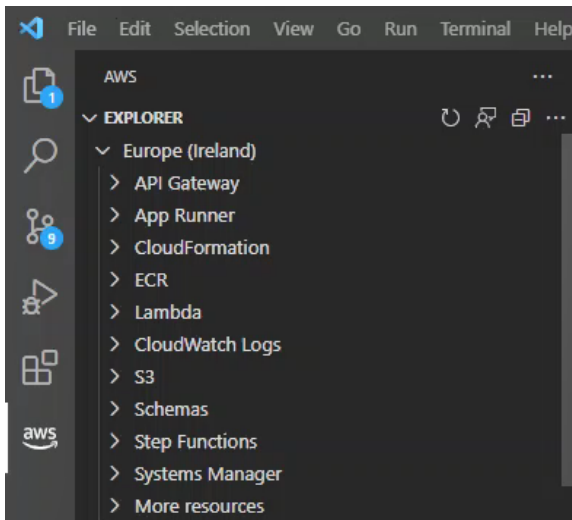 File Edit Selection View Go Run Terminal Help
AWS
EXPLORER
1
Europe (Ireland)
API Gateway
App Runner
9
CloudFormation
ECR
Lambda
CloudWatch Logs
S3
Schemas
aws
Step Functions
Systems Manager
More resources